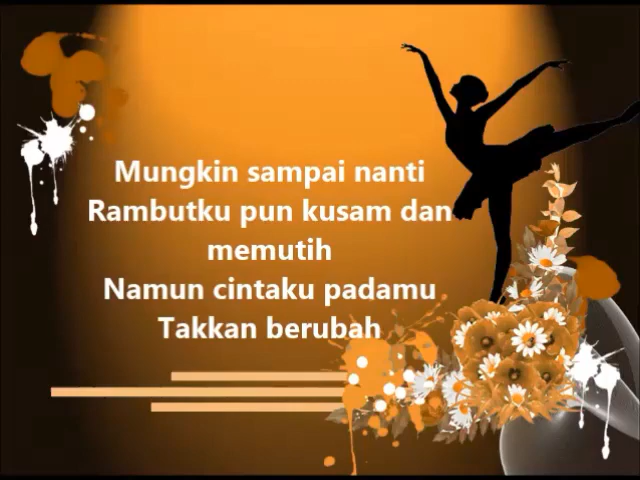 Mungkin sampai nanti
Rambutku pun kusam dan
memutih
Namun cintaku padamu
Takkan berubah